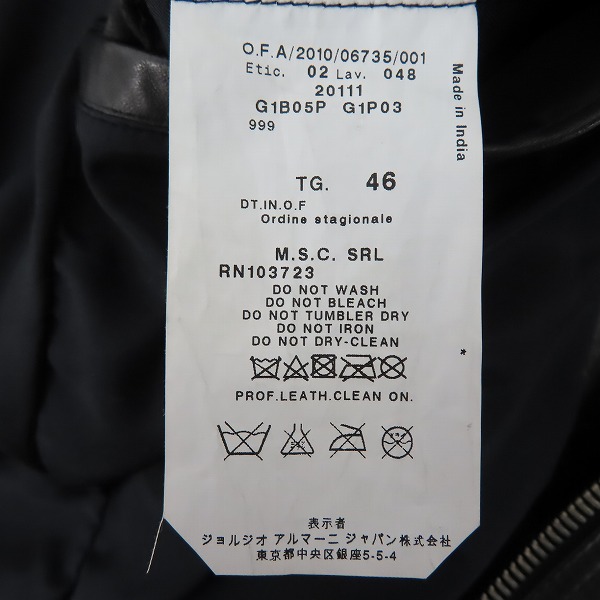 O.F.A/2010/06735/001
Etic. 02 Lav. 048
20111
G1B05P G1P03
999
Made in India
TG. 46
DT.IN.O.F
Ordine stagionale
M.S.C. SRL
RN103723
DO NOT WASH
DO NOT BLEACH
DO NOT TUMBLER DRY
DO NOT IRON
DO NOT DRY-CLEAN
*
PROF.LEATH.CLEAN ON.
表示者
ジョルジオ アルマーニ ジャパン株式会社
東京都中央区銀座5-5-4